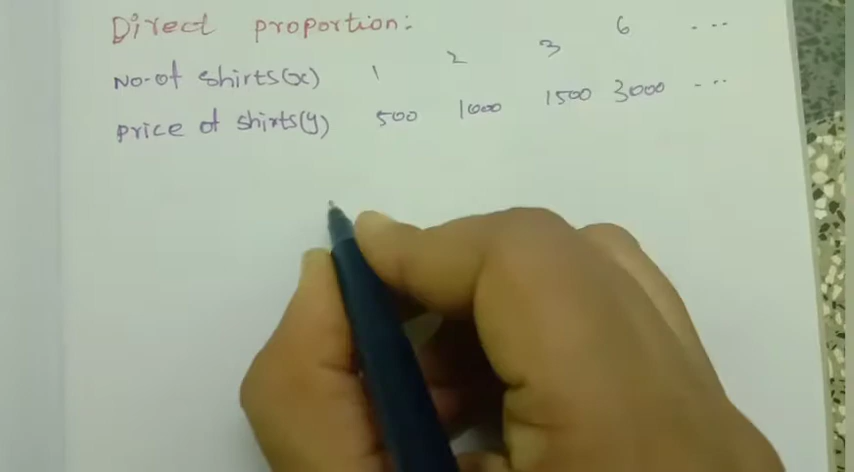 Direct proportion:
No.of shirts(x) 1 2 3 6 ...
Price of shirts(y) 500 1000 1500 3000 ...